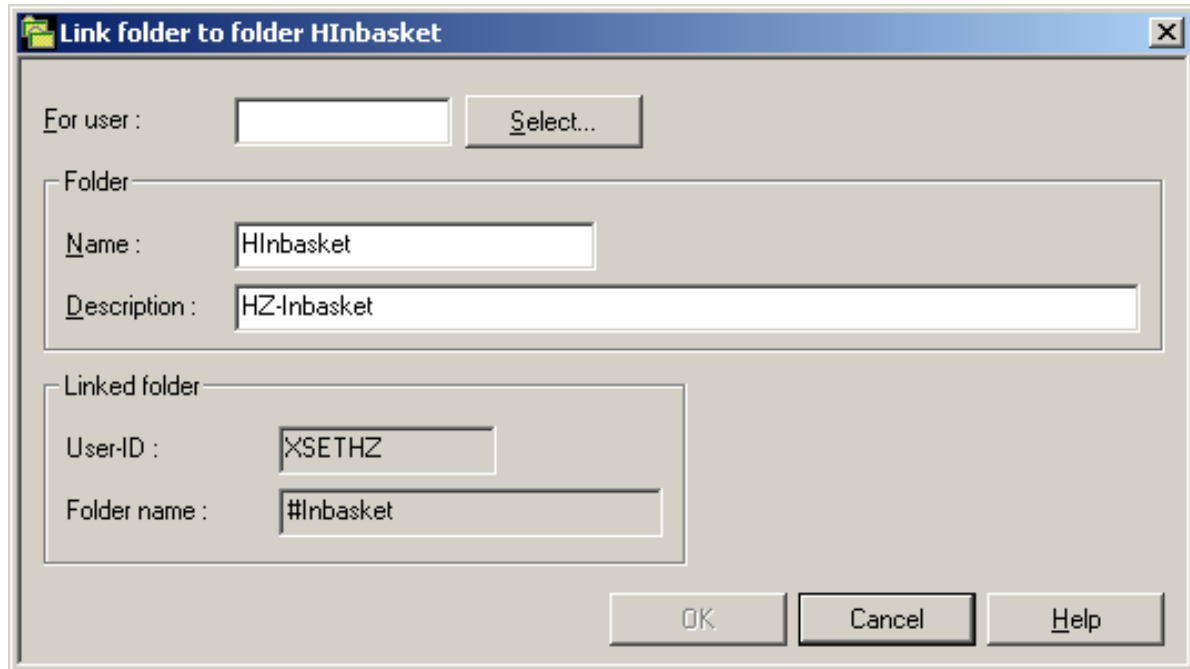 Link folder to folder HInbasket
For user :
Select...
Folder
Name :
HInbasket
Description :
HZ-Inbasket
Linked folder
User-ID :
XSETHZ
Folder name :
#Inbasket
OK
Cancel
Help